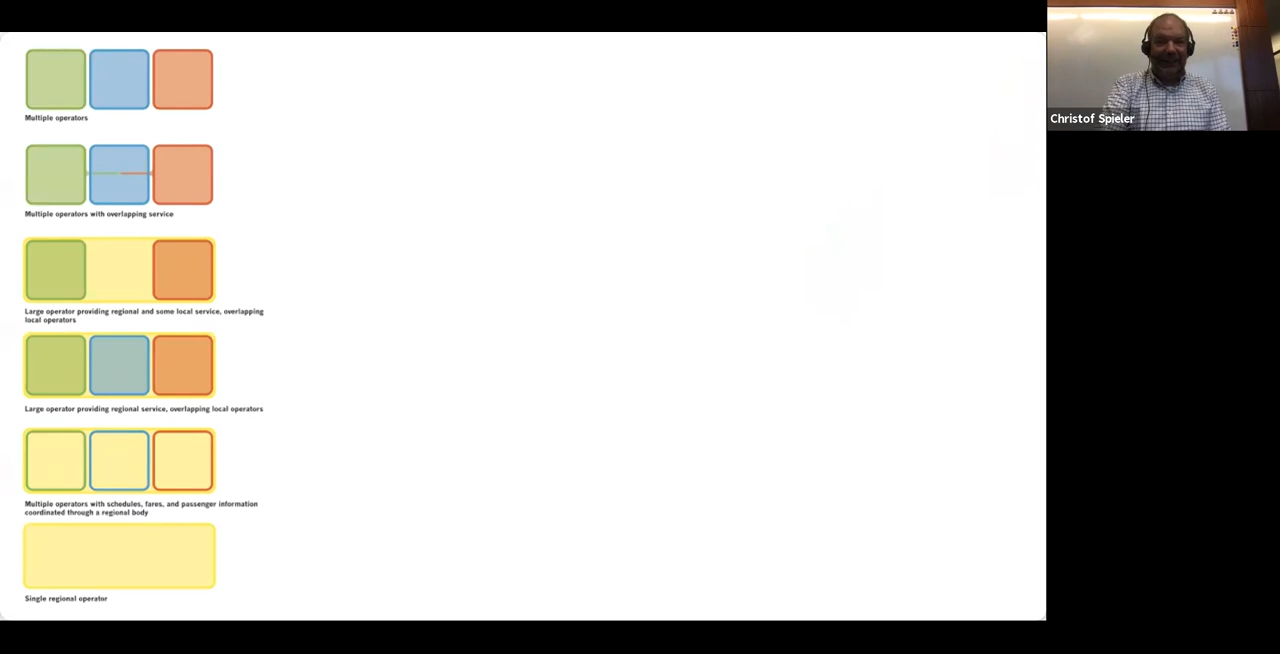 Christof Spieler
Multiple operators
Multiple operators with overlapping service
Large operator providing regional and some local service, overlapping
local operators
Large operator providing regional service, overlapping local operators
Multiple operators with schedules, fares, and passenger information
coordinated through a regional body
Single regional operator